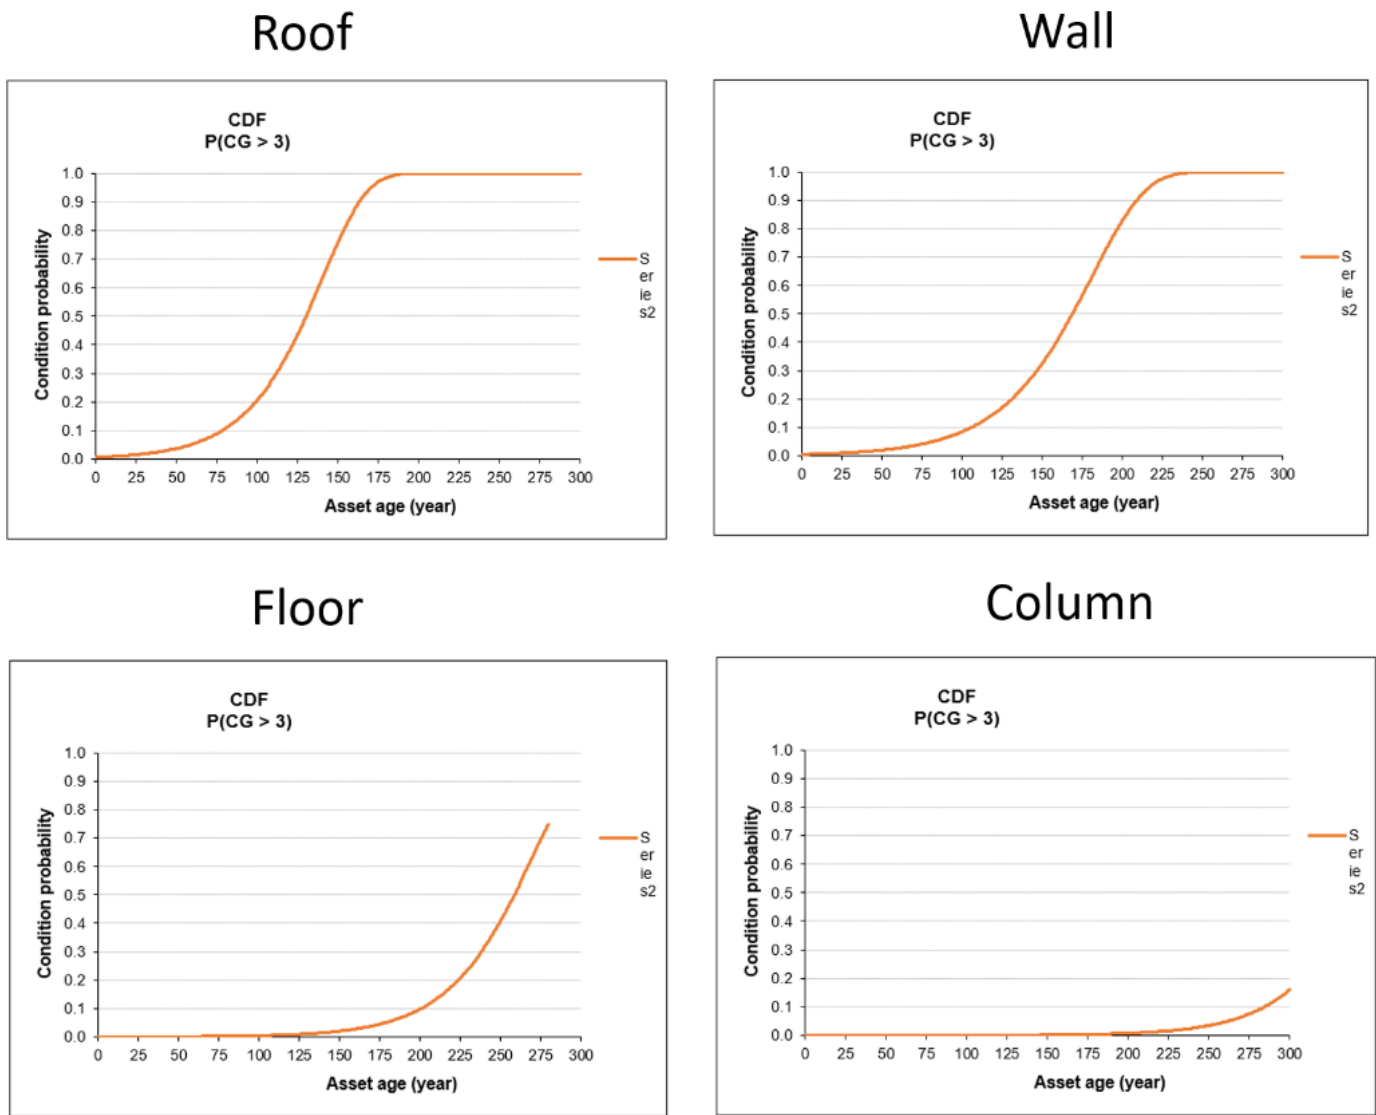 Roof
Wall
CDF
P(CG > 3)
1.0
0.9
0.8
0.7
0.6
0.5
0.4
0.3
0.2
0.1
0.0
Condition probability
0 25 50 75 100 125 150 175 200 225 250 275 300
Asset age (year)
S
er
ie
s2
CDF
P(CG > 3)
1.0
0.9
0.8
0.7
0.6
0.5
0.4
0.3
0.2
0.1
0.0
Condition probability
0 25 50 75 100 125 150 175 200 225 250 275 300
Asset age (year)
S
er
ie
s2
Floor
Column
CDF
P(CG > 3)
1.0
0.9
0.8
0.7
0.6
0.5
0.4
0.3
0.2
0.1
0.0
Condition probability
0 25 50 75 100 125 150 175 200 225 250 275 300
Asset age (year)
S
er
ie
s2
CDF
P(CG > 3)
1.0
0.9
0.8
0.7
0.6
0.5
0.4
0.3
0.2
0.1
0.0
Condition probability
0 25 50 75 100 125 150 175 200 225 250 275 300
Asset age (year)
S
er
ie
s2